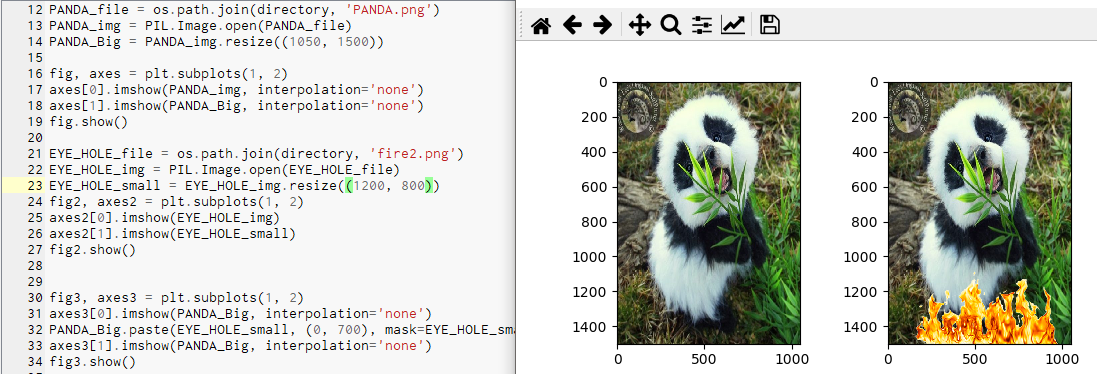 12 PANDA_file = os.path.join(directory, 'PANDA.png')
13 PANDA_img = PIL.Image.open(PANDA_file)
14 PANDA_Big = PANDA_img.resize((1050, 1500))
15
16 fig, axes = plt.subplots(1, 2)
17 axes[0].imshow(PANDA_img, interpolation='none')
18 axes[1].imshow(PANDA_Big, interpolation='none')
19 fig.show()
20
21 EYE_HOLE_file = os.path.join(directory, 'fire2.png')
22 EYE_HOLE_img = PIL.Image.open(EYE_HOLE_file)
23 EYE_HOLE_small = EYE_HOLE_img.resize((1200, 800))
24 fig2, axes2 = plt.subplots(1, 2)
25 axes2[0].imshow(EYE_HOLE_img)
26 axes2[1].imshow(EYE_HOLE_small)
27 fig2.show()
28
29
30 fig3, axes3 = plt.subplots(1, 2)
31 axes3[0].imshow(PANDA_Big, interpolation='none')
32 PANDA_Big.paste(EYE_HOLE_small, (0, 700), mask=EYE_HOLE_sm
33 axes3[1].imshow(PANDA_Big, interpolation='none')
34 fig3.show()
0
200
400
600
800
1000
1200
1400
0 500 1000
0
200
400
600
800
1000
1200
1400
0 500 1000